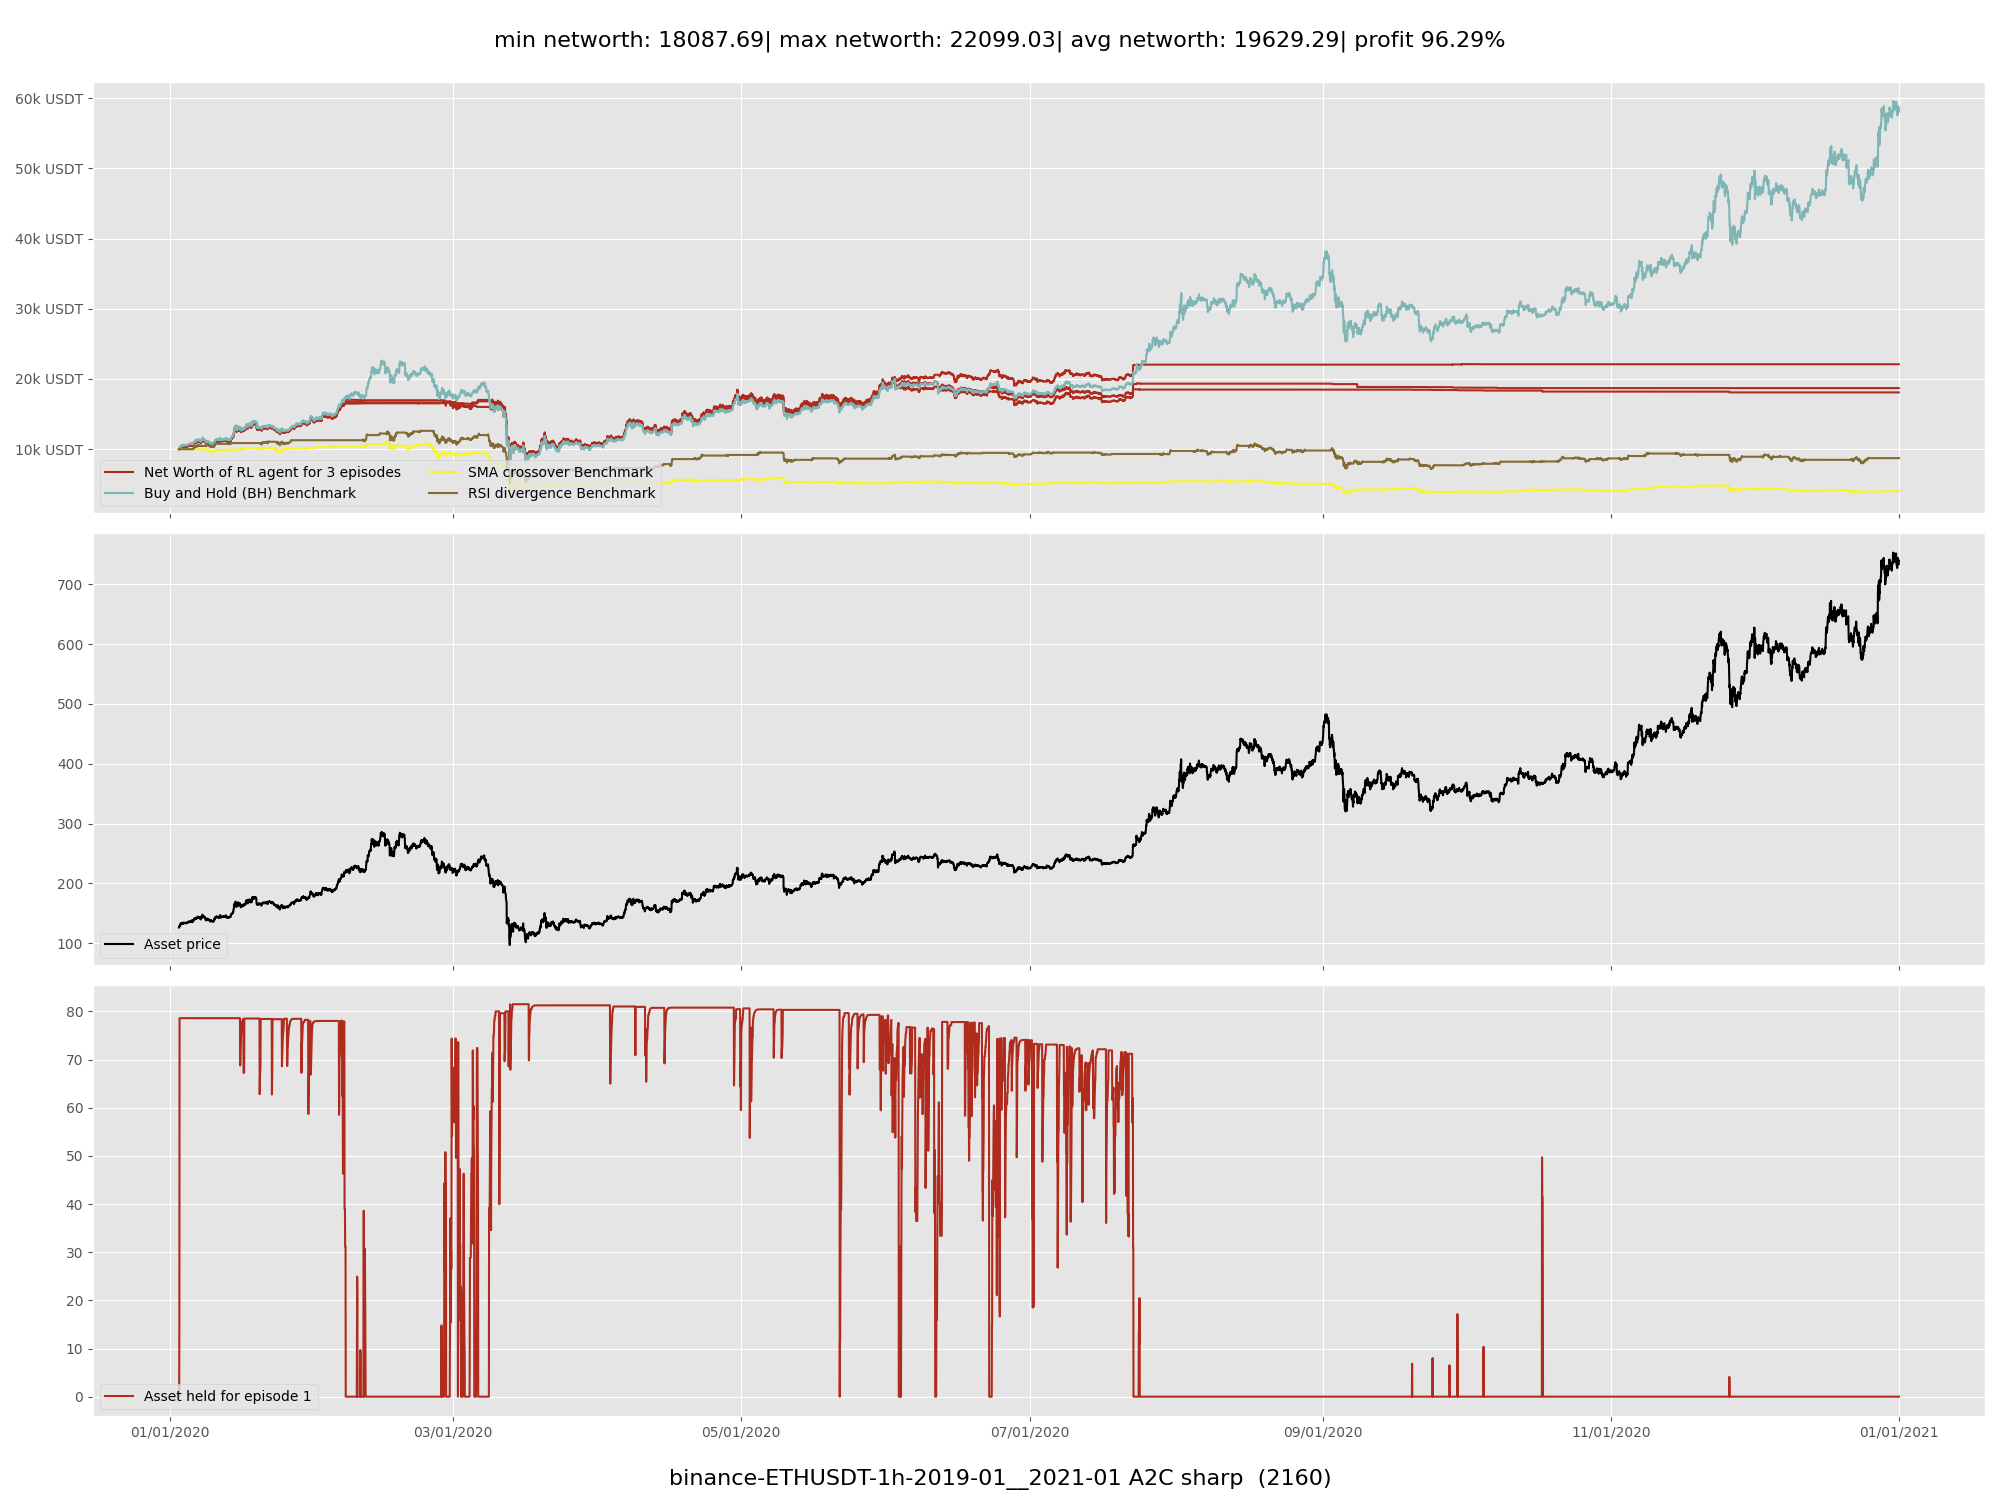 min networth: 18087.69| max networth: 22099.03| avg networth: 19629.29| profit 96.29%
60k USDT
50k USDT
40k USDT
30k USDT
20k USDT
10k USDT
Net Worth of RL agent for 3 episodes
Buy and Hold (BH) Benchmark
SMA crossover Benchmark
RSI divergence Benchmark
700
600
500
400
300
200
100
Asset price
80
70
60
50
40
30
20
10
0
Asset held for episode 1
01/01/2020 03/01/2020 05/01/2020 07/01/2020 09/01/2020 11/01/2020 01/01/2021
binance-ETHUSDT-1h-2019-01__2021-01 A2C sharp  (2160)